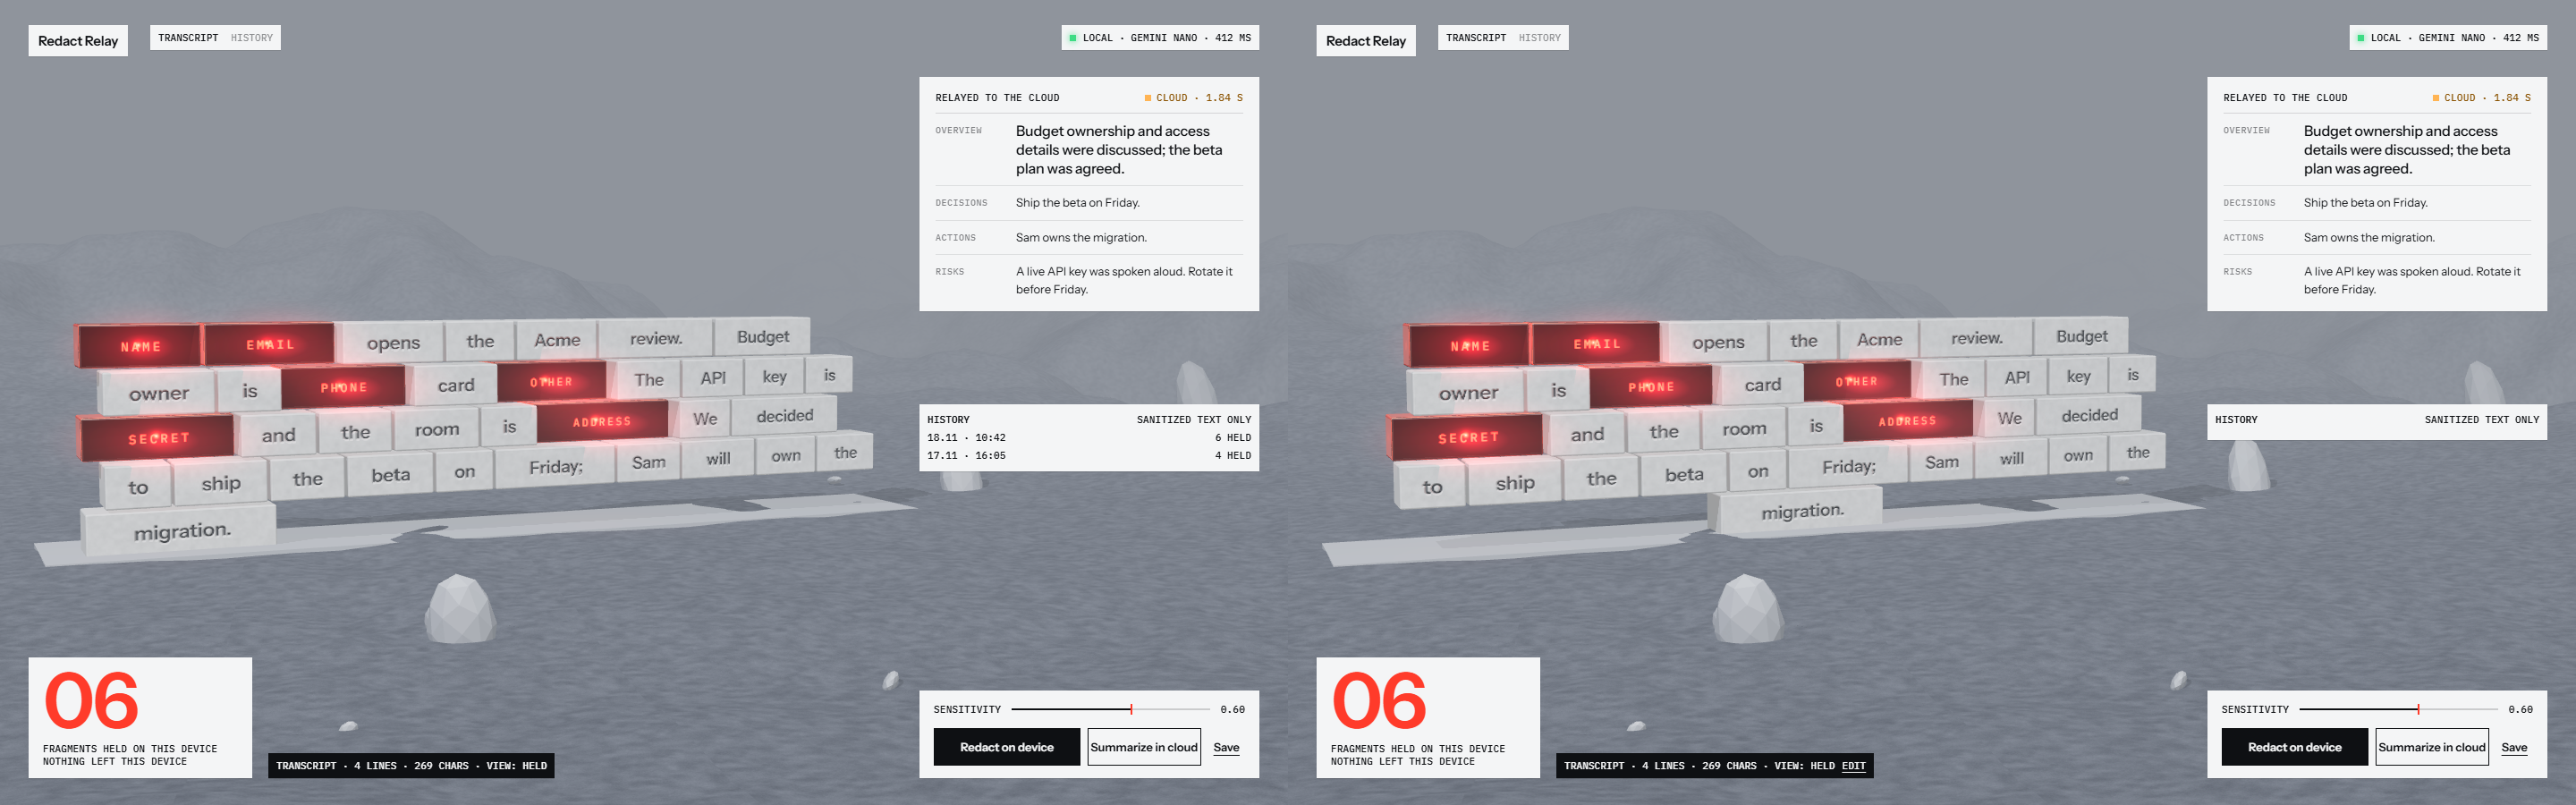 Redact Relay
TRANSCRIPT HISTORY
LOCAL · GEMINI NANO · 412 MS
RELAYED TO THE CLOUD CLOUD · 1.84 S
OVERVIEW Budget ownership and access
details were discussed; the beta
plan was agreed.
DECISIONS Ship the beta on Friday.
ACTIONS Sam owns the migration.
RISKS A live API key was spoken aloud. Rotate it
before Friday.
NAME EMAIL opens the Acme review. Budget
owner is PHONE card OTHER The API key is
SECRET and the room is ADDRESS We decided
to ship the beta on Friday; Sam will own the
migration.
HISTORY SANITIZED TEXT ONLY
18.11 · 10:42 6 HELD
17.11 · 16:05 4 HELD
06
FRAGMENTS HELD ON THIS DEVICE
NOTHING LEFT THIS DEVICE
TRANSCRIPT · 4 LINES · 269 CHARS · VIEW: HELD
SENSITIVITY 0.60
Redact on device Summarize in cloud Save
Redact Relay
TRANSCRIPT HISTORY
LOCAL · GEMINI NANO · 412 MS
RELAYED TO THE CLOUD CLOUD · 1.84 S
OVERVIEW Budget ownership and access
details were discussed; the beta
plan was agreed.
DECISIONS Ship the beta on Friday.
ACTIONS Sam owns the migration.
RISKS A live API key was spoken aloud. Rotate it
before Friday.
NAME EMAIL opens the Acme review. Budget
owner is PHONE card OTHER The API key is
SECRET and the room is ADDRESS We decided
to ship the beta on Friday; Sam will own the
migration.
HISTORY SANITIZED TEXT ONLY
06
FRAGMENTS HELD ON THIS DEVICE
NOTHING LEFT THIS DEVICE
TRANSCRIPT · 4 LINES · 269 CHARS · VIEW: HELD EDIT
SENSITIVITY 0.60
Redact on device Summarize in cloud Save